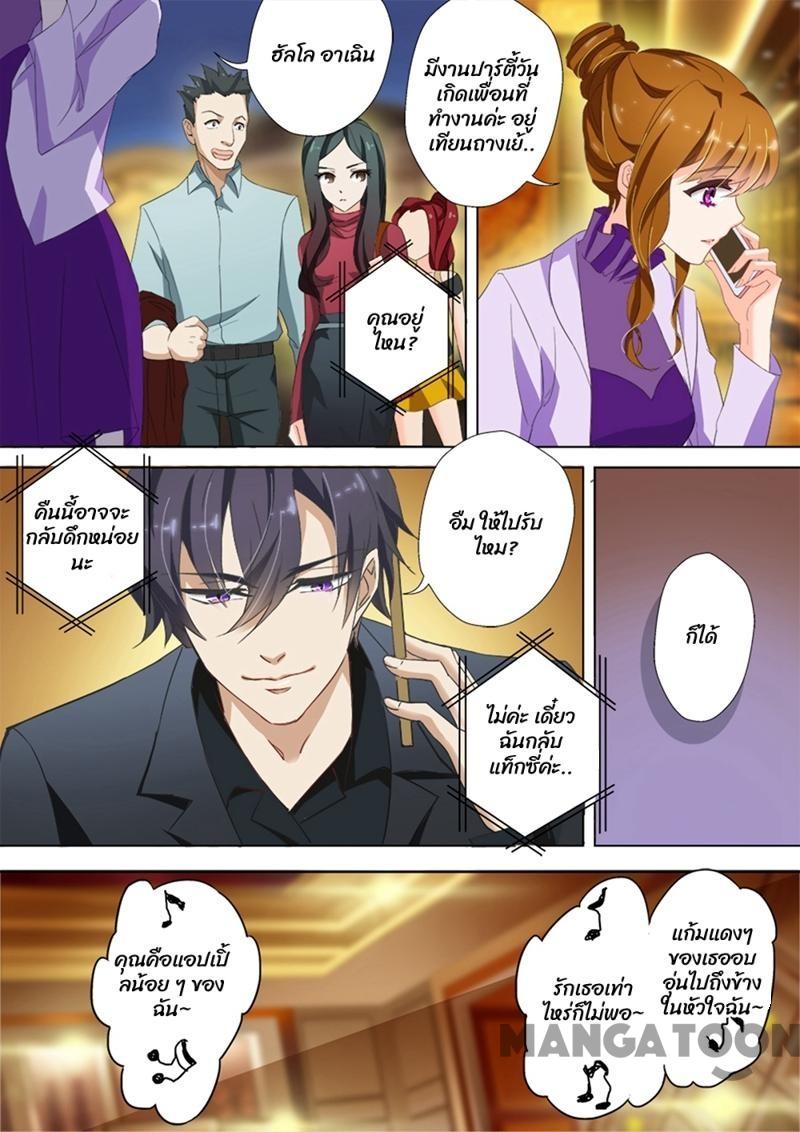 ฮัลโล อาเฉิน
คุณอยู่
ไหน?
มีงานปาร์ตี้วัน
เกิดเพื่อนที่
ทำงานค่ะ อยู่
เทียนถางเย้..
คืนนี้อาจจะ
กลับดึกหน่อย
นะ
อืม ให้ไปรับ
ไหม?
ไม่ค่ะ เดี๋ยว
ฉันกลับ
แท็กซี่ค่ะ..
ก็ได้
คุณคือแอปเปิ้
ลน้อย ๆ ของ
ฉัน~
รักเธอเท่า
ไหร่ก็ไม่พอ~
แก้มแดงๆ
ของเธออบ
อุ่นไปถึงข้าง
ในหัวใจฉัน~
MANGATOON